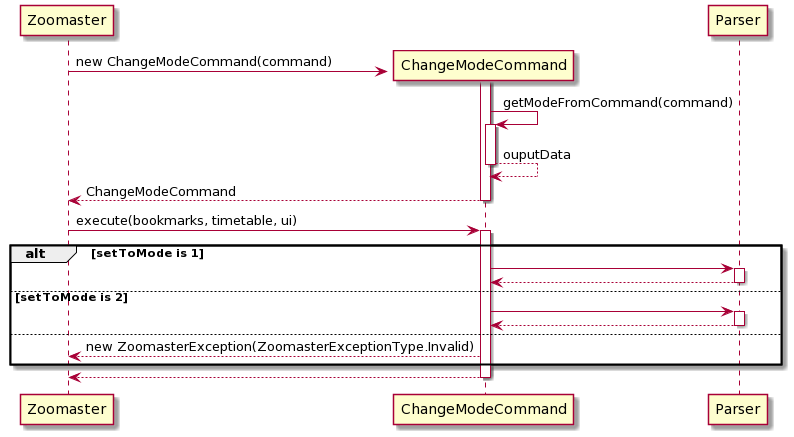 Zoomaster
Parser
ChangeModeCommand
new ChangeModeCommand(command)
getModeFromCommand(command)
ouputData
ChangeModeCommand
execute(bookmarks, timetable, ui)
alt [setToMode is 1]
[setToMode is 2]
new ZoomasterException(ZoomasterExceptionType.Invalid)
Zoomaster ChangeModeCommand Parser